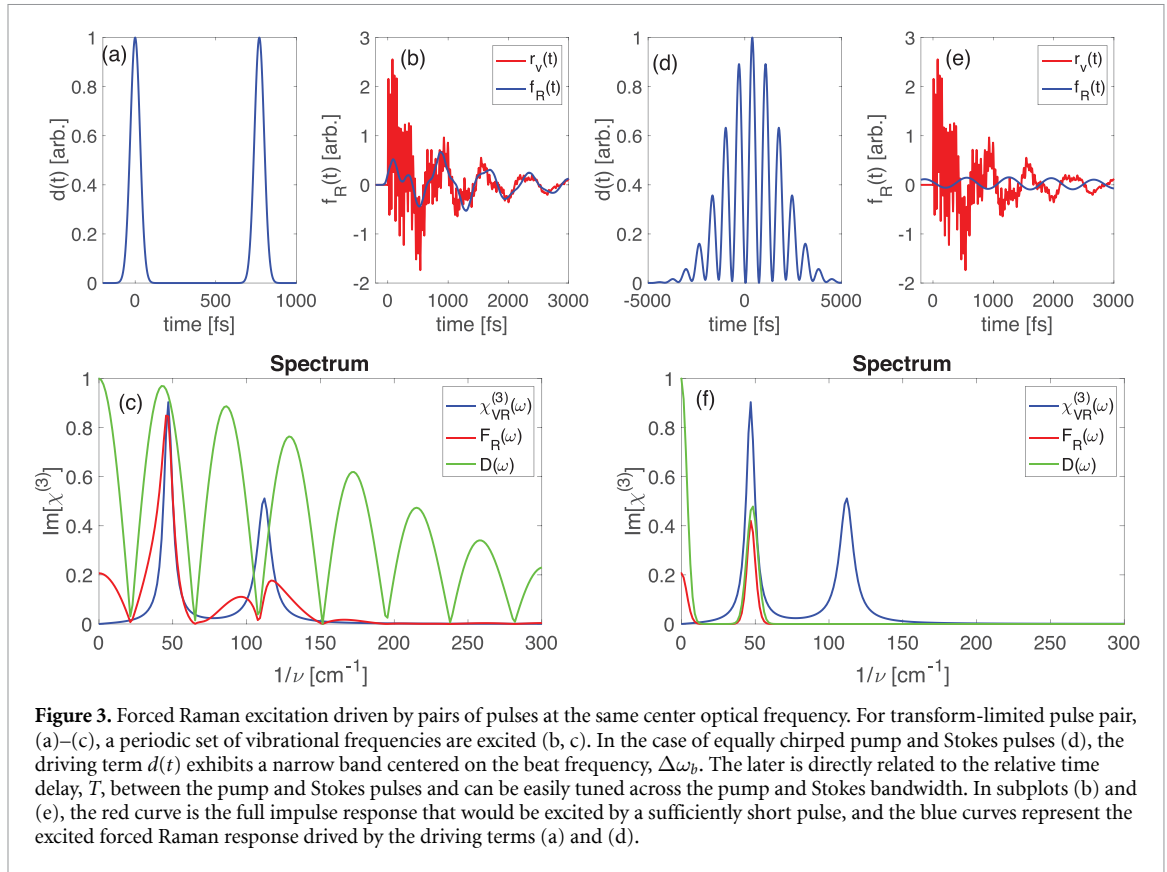 (a)
1
0.8
0.6
0.4
0.2
0
d(t) [arb.]
0
500
1000
time [fs]
(b)
3
2
1
0
-1
-2
f_R(t) [arb.]
r_v(t)
f_R(t)
0
1000
2000
3000
time [fs]
(d)
1
0.8
0.6
0.4
0.2
0
d(t) [arb.]
-5000
0
5000
time [fs]
(e)
3
2
1
0
-1
-2
f_R(t) [arb.]
r_v(t)
f_R(t)
0
1000
2000
3000
time [fs]
Spectrum
(c)
1
0.8
0.6
0.4
0.2
0
Im[χ^(3)]
χ_VR^(3)(ω)
F_R(ω)
D(ω)
0
50
100
150
200
250
300
1/ν [cm^-1]
Spectrum
(f)
1
0.8
0.6
0.4
0.2
0
Im[χ^(3)]
χ_VR^(3)(ω)
F_R(ω)
D(ω)
0
50
100
150
200
250
300
1/ν [cm^-1]
Figure 3. Forced Raman excitation driven by pairs of pulses at the same center optical frequency. For transform-limited pulse pair,
(a)–(c), a periodic set of vibrational frequencies are excited (b, c). In the case of equally chirped pump and Stokes pulses (d), the
driving term d(t) exhibits a narrow band centered on the beat frequency, Δω_b. The later is directly related to the relative time
delay, T, between the pump and Stokes pulses and can be easily tuned across the pump and Stokes bandwidth. In subplots (b) and
(e), the red curve is the full impulse response that would be excited by a sufficiently short pulse, and the blue curves represent the
excited forced Raman response drived by the driving terms (a) and (d).